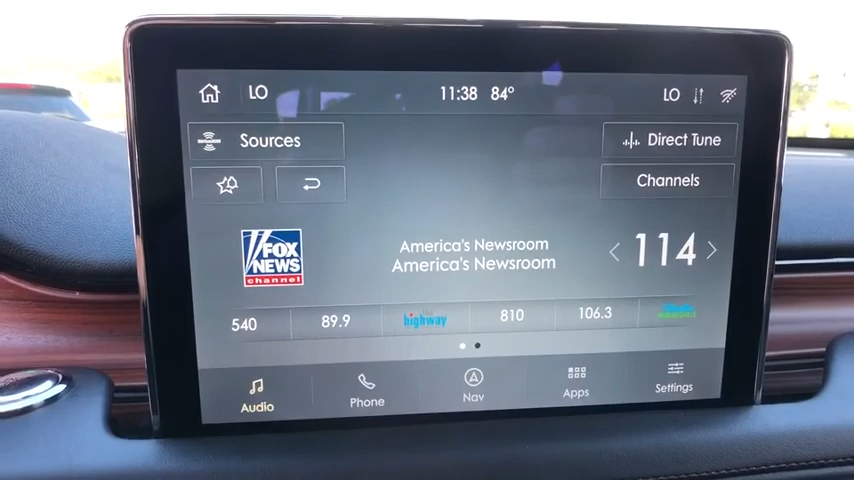 LO 11:38 84° LO
Sources Direct Tune
Channels
FOX
NEWS
channel
America's Newsroom
America's Newsroom
114
540 89.9 highway 810 106.3
Audio Phone Nav Apps Settings